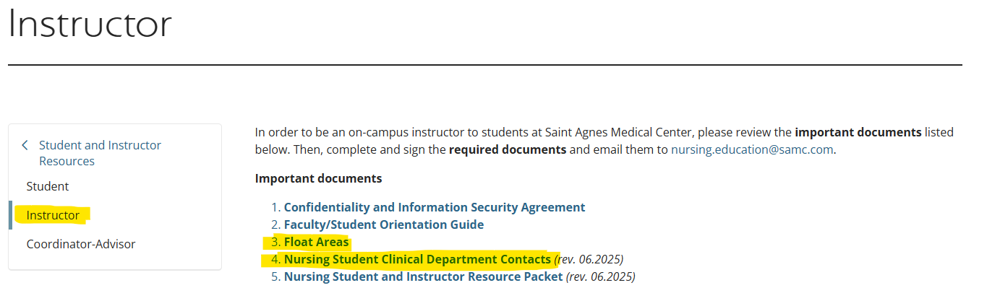 Instructor
Student and Instructor
Resources
Student
Instructor
Coordinator-Advisor
In order to be an on-campus instructor to students at Saint Agnes Medical Center, please review the important documents listed
below. Then, complete and sign the required documents and email them to nursing.education@samc.com.
Important documents
1. Confidentiality and Information Security Agreement
2. Faculty/Student Orientation Guide
3. Float Areas
4. Nursing Student Clinical Department Contacts (rev. 06.2025)
5. Nursing Student and Instructor Resource Packet (rev. 06.2025)